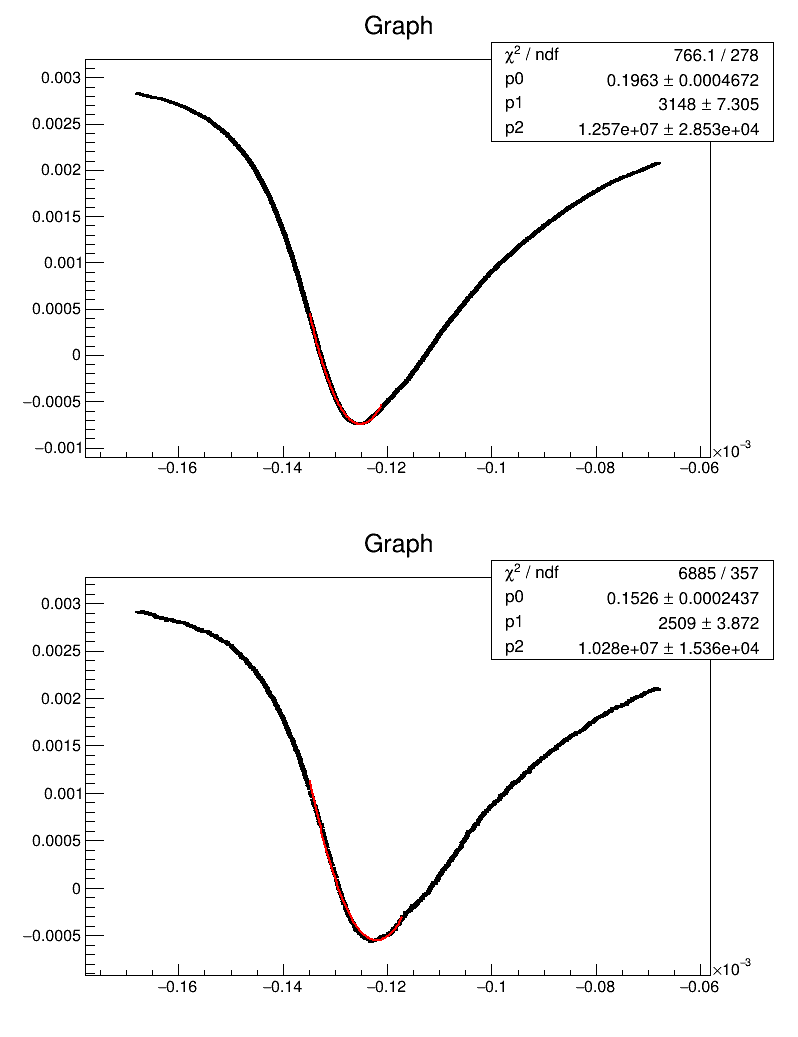 Graph
χ² / ndf 766.1 / 278
p0 0.1963 ± 0.0004672
p1 3148 ± 7.305
p2 1.257e+07 ± 2.853e+04
0.003
0.0025
0.002
0.0015
0.001
0.0005
0
−0.0005
−0.001
−0.16 −0.14 −0.12 −0.1 −0.08 −0.06
×10⁻³
Graph
χ² / ndf 6885 / 357
p0 0.1526 ± 0.0002437
p1 2509 ± 3.872
p2 1.028e+07 ± 1.536e+04
0.003
0.0025
0.002
0.0015
0.001
0.0005
0
−0.0005
−0.16 −0.14 −0.12 −0.1 −0.08 −0.06
×10⁻³